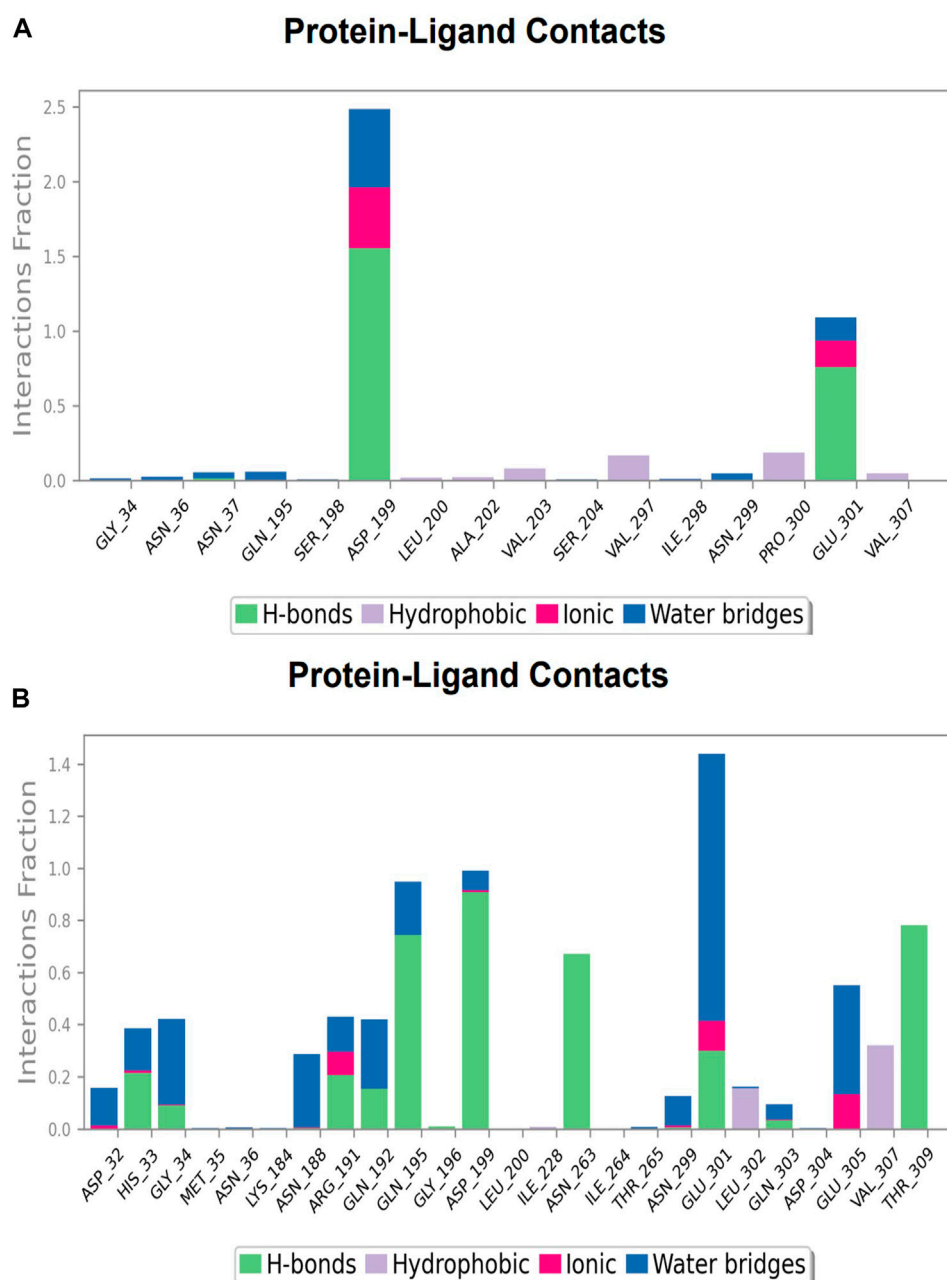 A
Protein-Ligand Contacts
Interactions Fraction
2.5
2.0
1.5
1.0
0.5
0.0
GLY_34
ASN_36
ASN_37
GLN_195
SER_198
ASP_199
LEU_200
ALA_202
VAL_203
SER_204
VAL_297
ILE_298
ASN_299
PRO_300
GLU_301
VAL_307
H-bonds Hydrophobic Ionic Water bridges
Protein-Ligand Contacts
B
Interactions Fraction
1.4
1.2
1.0
0.8
0.6
0.4
0.2
0.0
ASP_32
HIS_33
GLY_34
MET_35
ASN_36
LYS_184
ASN_188
ARG_191
GLN_192
GLN_195
GLY_196
ASP_199
LEU_200
ILE_228
ASN_263
ILE_264
THR_265
ASN_299
GLU_301
LEU_302
GLN_303
ASP_304
GLU_305
VAL_307
THR_309
H-bonds Hydrophobic Ionic Water bridges